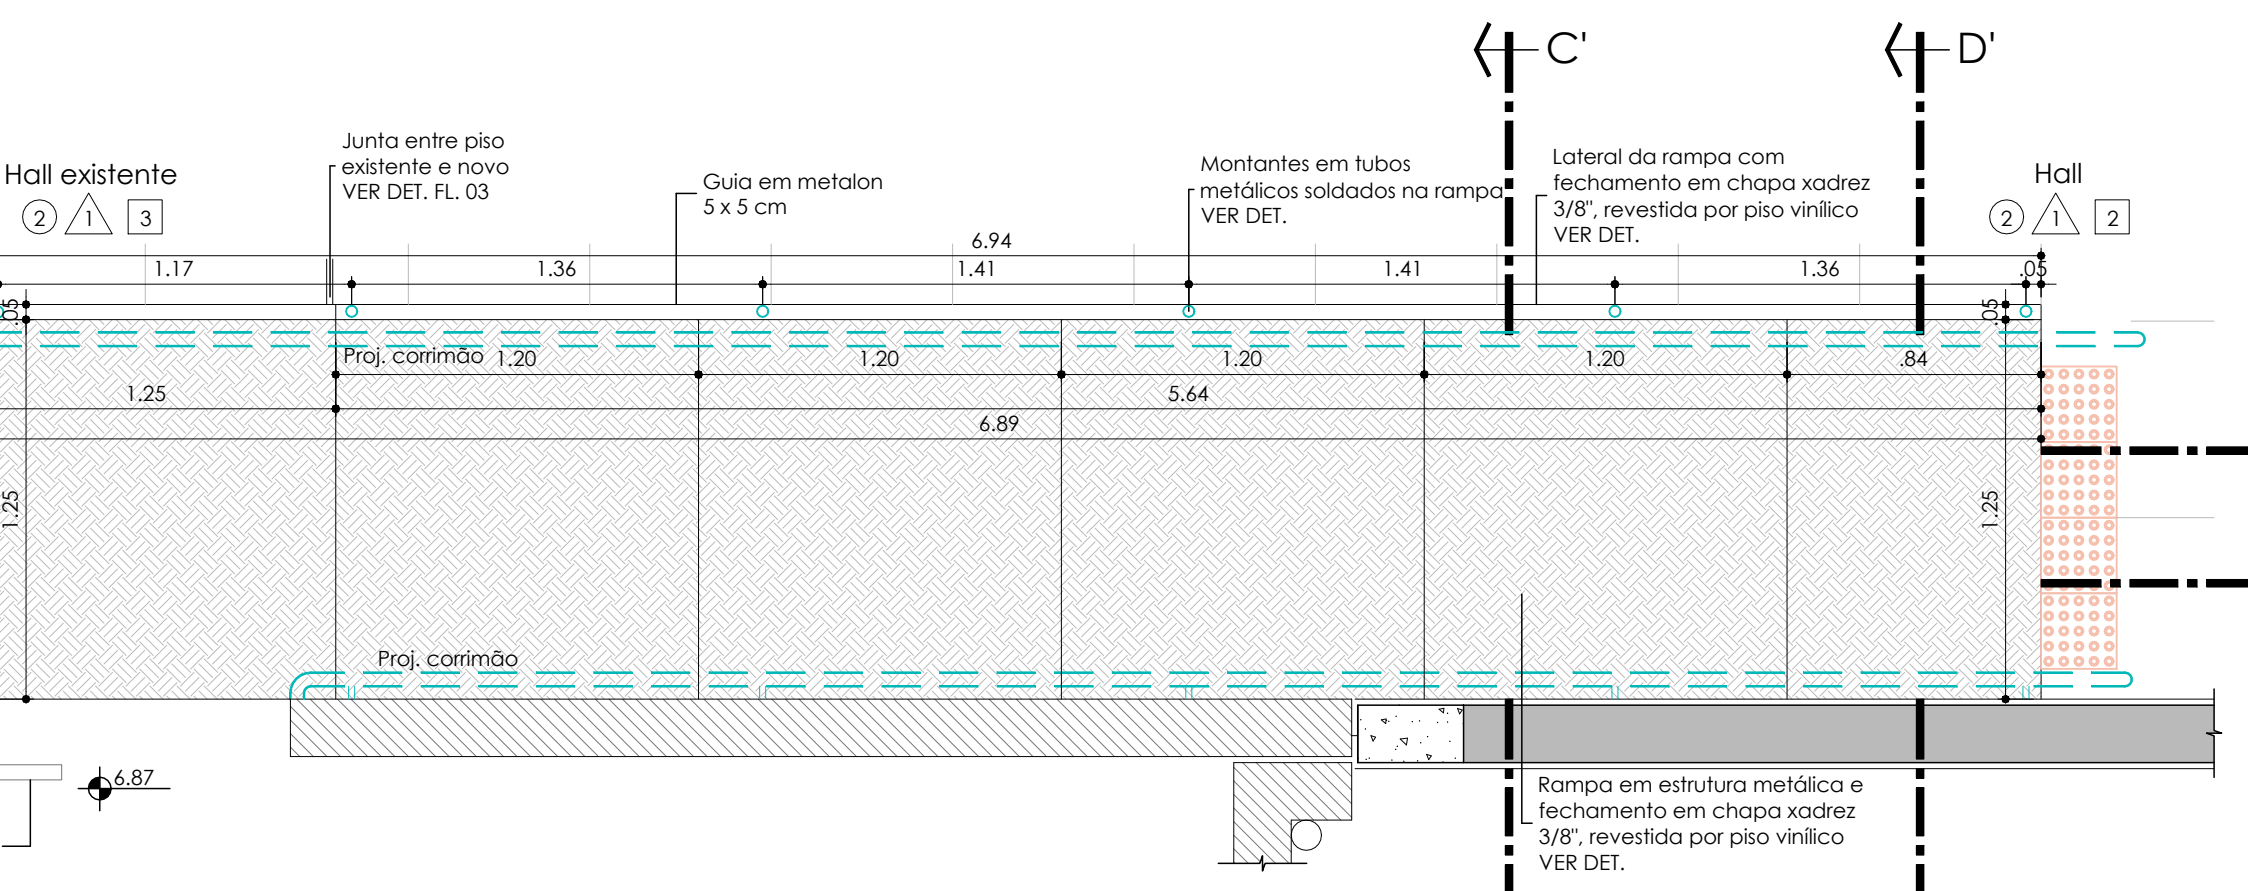 C'
D'
Junta entre piso
existente e novo
VER DET. FL. 03
Hall existente
2
1
3
Guia em metalon
5 x 5 cm
Montantes em tubos
metálicos soldados na rampa
VER DET.
Lateral da rampa com
fechamento em chapa xadrez
3/8", revestida por piso vinílico
VER DET.
Hall
2
1
2
6.94
1.17
1.36
1.41
1.41
1.36
.05
.05
.05
Proj. corrimão
1.20
1.20
1.20
1.20
.84
1.25
5.64
6.89
1.25
1.25
Proj. corrimão
6.87
Rampa em estrutura metálica e
fechamento em chapa xadrez
3/8", revestida por piso vinílico
VER DET.